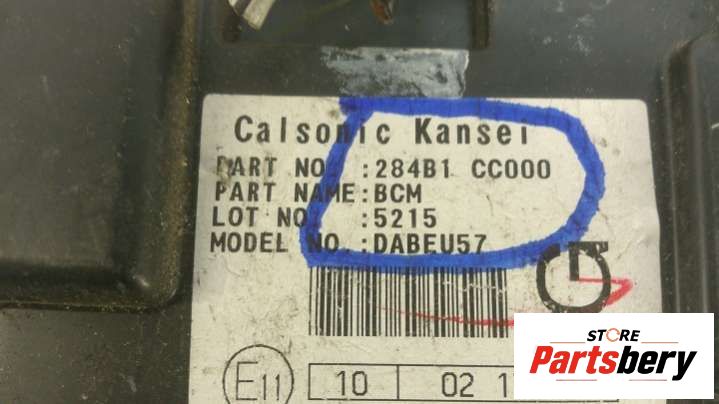 Calsonic Kansei
PART NO. :284B1 CC000
PART NAME:BCM
LOT NO. :5215
MODEL NO.:DABEU57
E11 10 02 1
STORE
Partsbery